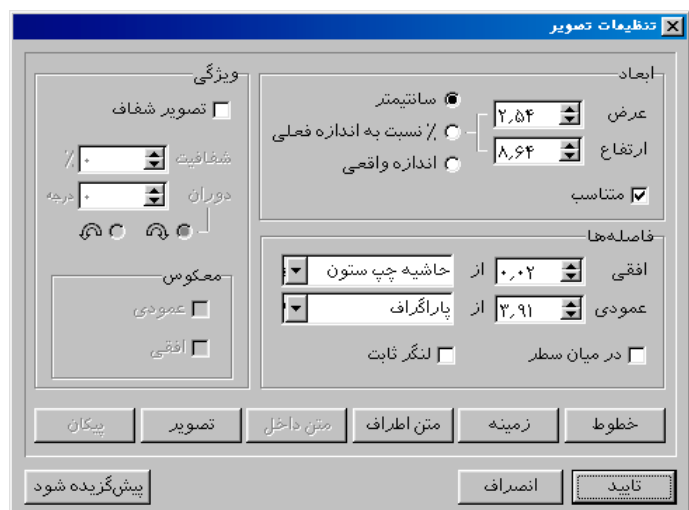 تنظیمات تصویر
ابعاد
عرض ۲٫۵۴
ارتفاع ۸٫۶۴
سانتیمتر
٪ نسبت به اندازه فعلی
اندازه واقعی
متناسب
فاصله‌ها
افقی ۰٫۰۲ از حاشیه چپ ستون
عمودی ۳٫۹۱ از پاراگراف
در میان سطر لنگر ثابت
ویژگی
تصویر شفاف
شفافیت ۰ ٪
دوران ۰ درجه
معکوس
عمودی
افقی
خطوط زمینه متن اطراف متن داخل تصویر پیکان
تایید انصراف پیش‌گزیده شود